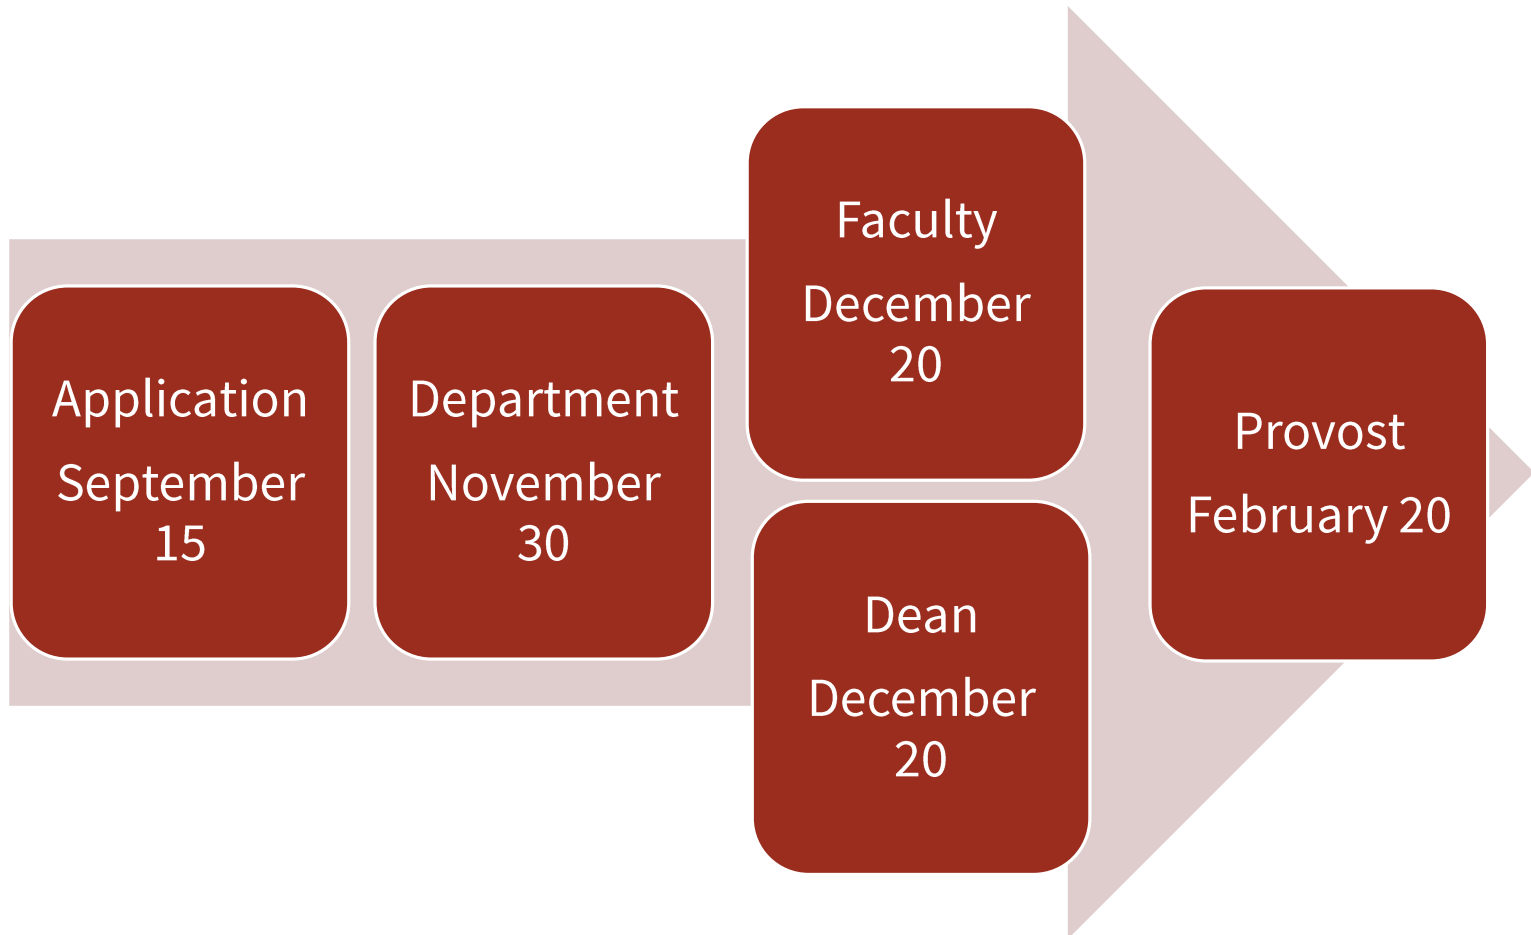 Application
September
15
Department
November
30
Faculty
December
20
Dean
December
20
Provost
February 20